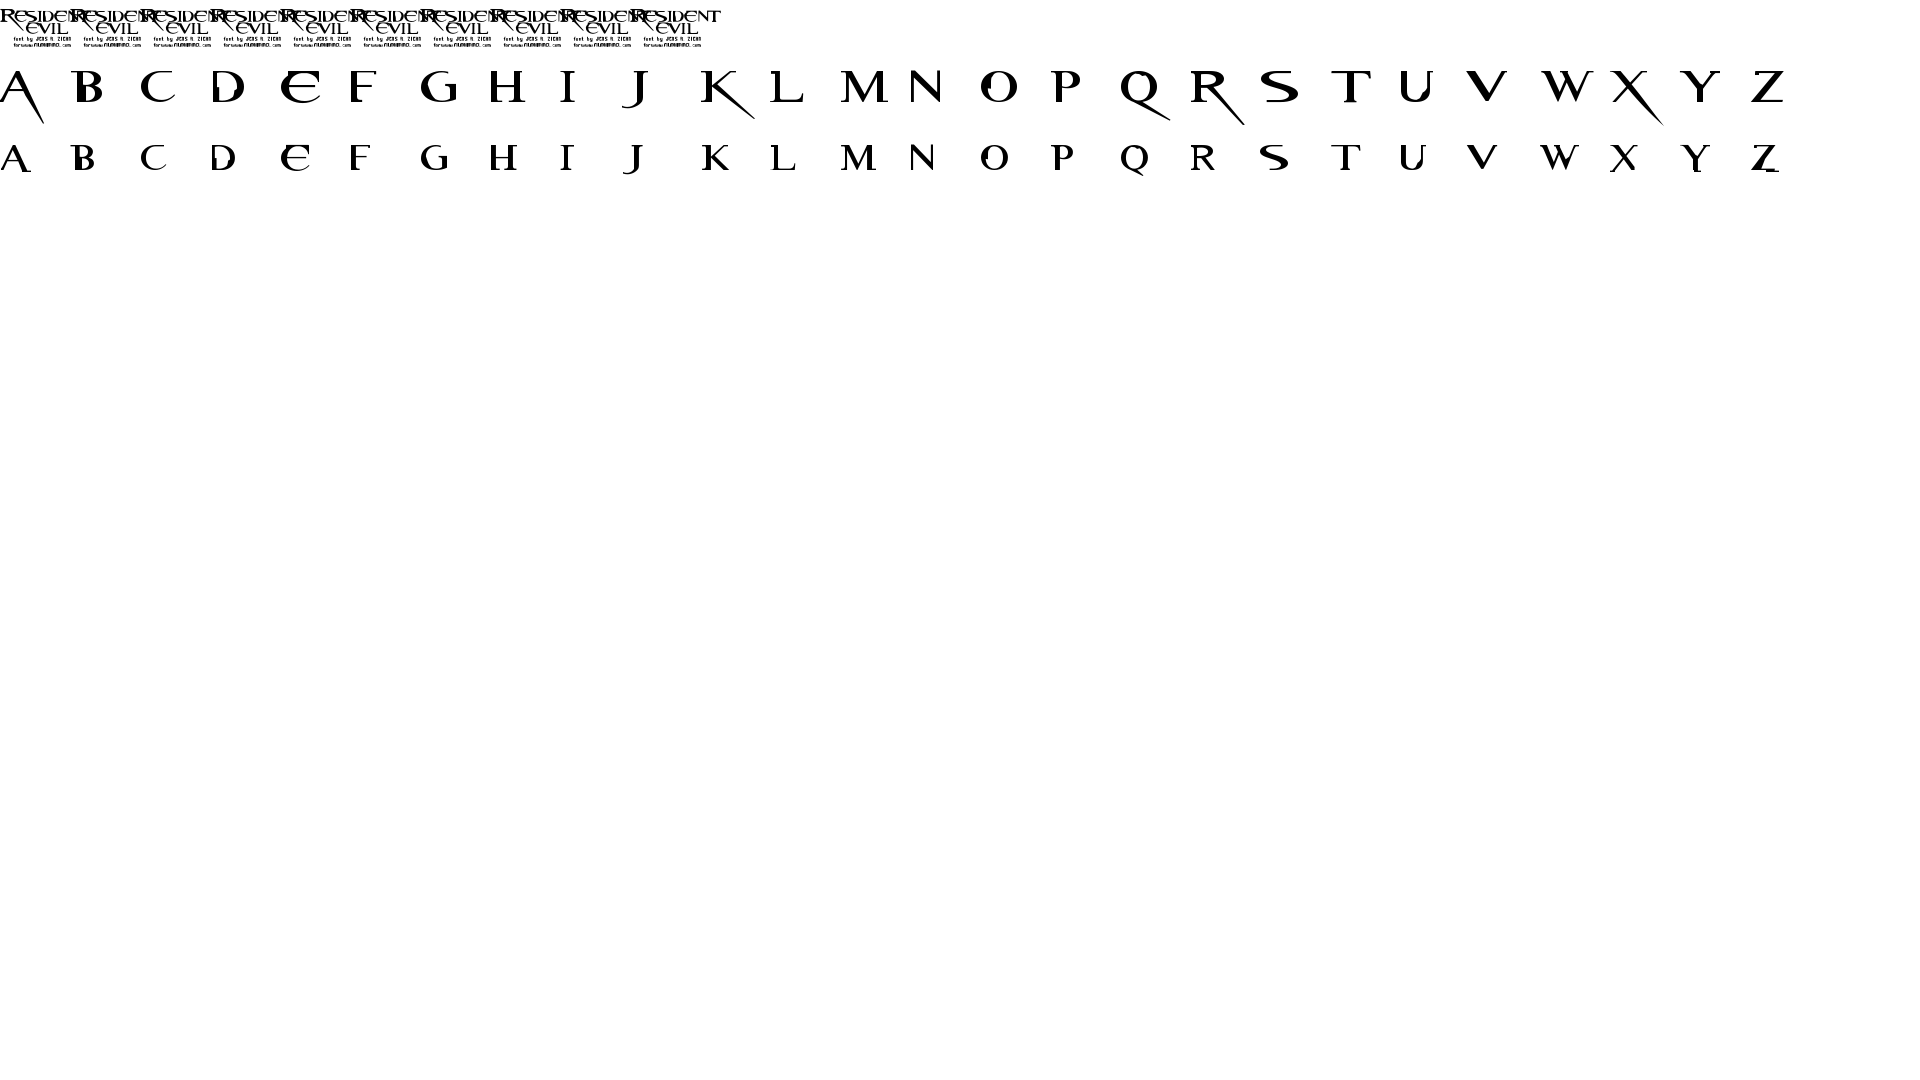 RESIDENT RESIDENT RESIDENT RESIDENT RESIDENT RESIDENT RESIDENT RESIDENT RESIDENT RESIDENT
EVIL EVIL EVIL EVIL EVIL EVIL EVIL EVIL EVIL EVIL
A B C D E F G H I J K L M N O P Q R S T U V W X Y Z
A B C D E F G H I J K L M N O P Q R S T U V W X Y Z